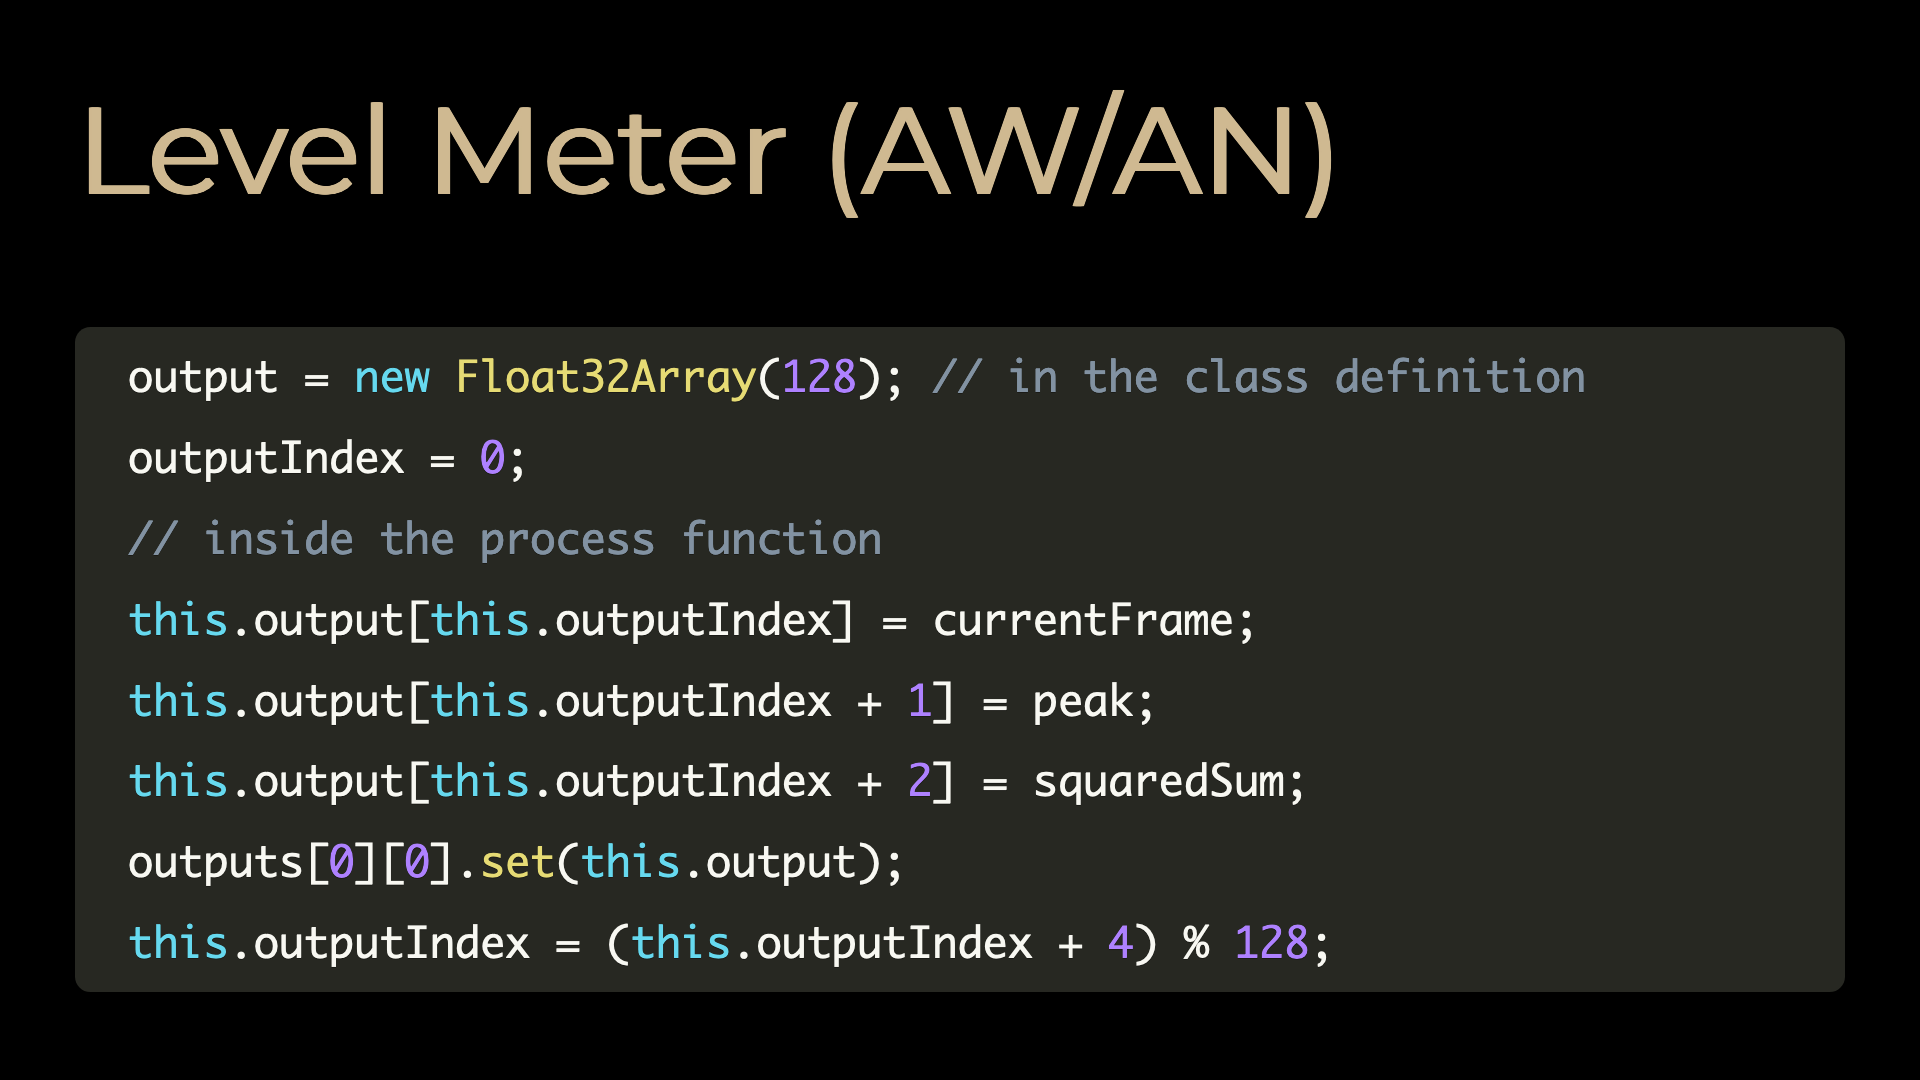 Level Meter (AW/AN)
output = new Float32Array(128); // in the class definition
outputIndex = 0;
// inside the process function
this.output[this.outputIndex] = currentFrame;
this.output[this.outputIndex + 1] = peak;
this.output[this.outputIndex + 2] = squaredSum;
outputs[0][0].set(this.output);
this.outputIndex = (this.outputIndex + 4) % 128;